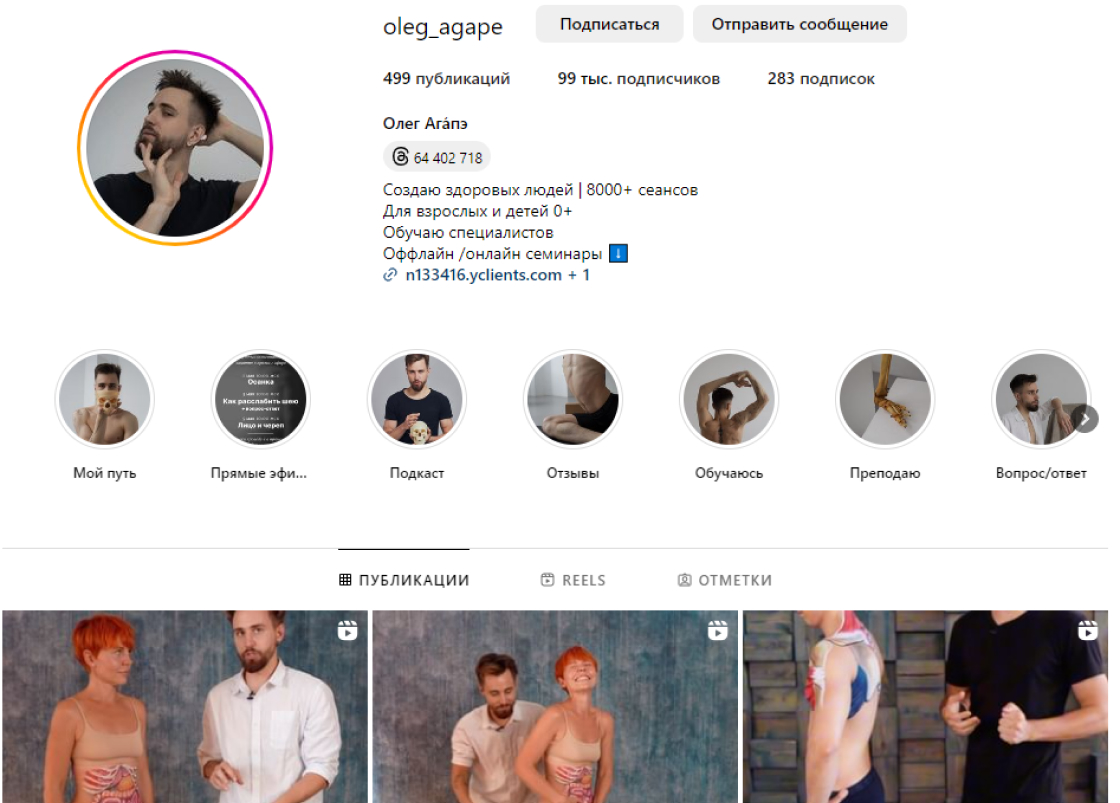 oleg_agape
Подписаться
Отправить сообщение
499 публикаций
99 тыс. подписчиков
283 подписок
Олег Ага́пэ
64 402 718
Создаю здоровых людей | 8000+ сеансов
Для взрослых и детей 0+
Обучаю специалистов
Оффлайн /онлайн семинары ⬇️
n133416.yclients.com + 1
Осанка
Как расслабить шею
+ вопрос-ответ
Лицо и череп
Мой путь
Прямые эфи...
Подкаст
Отзывы
Обучаюсь
Преподаю
Вопрос/ответ
ПУБЛИКАЦИИ
REELS
ОТМЕТКИ